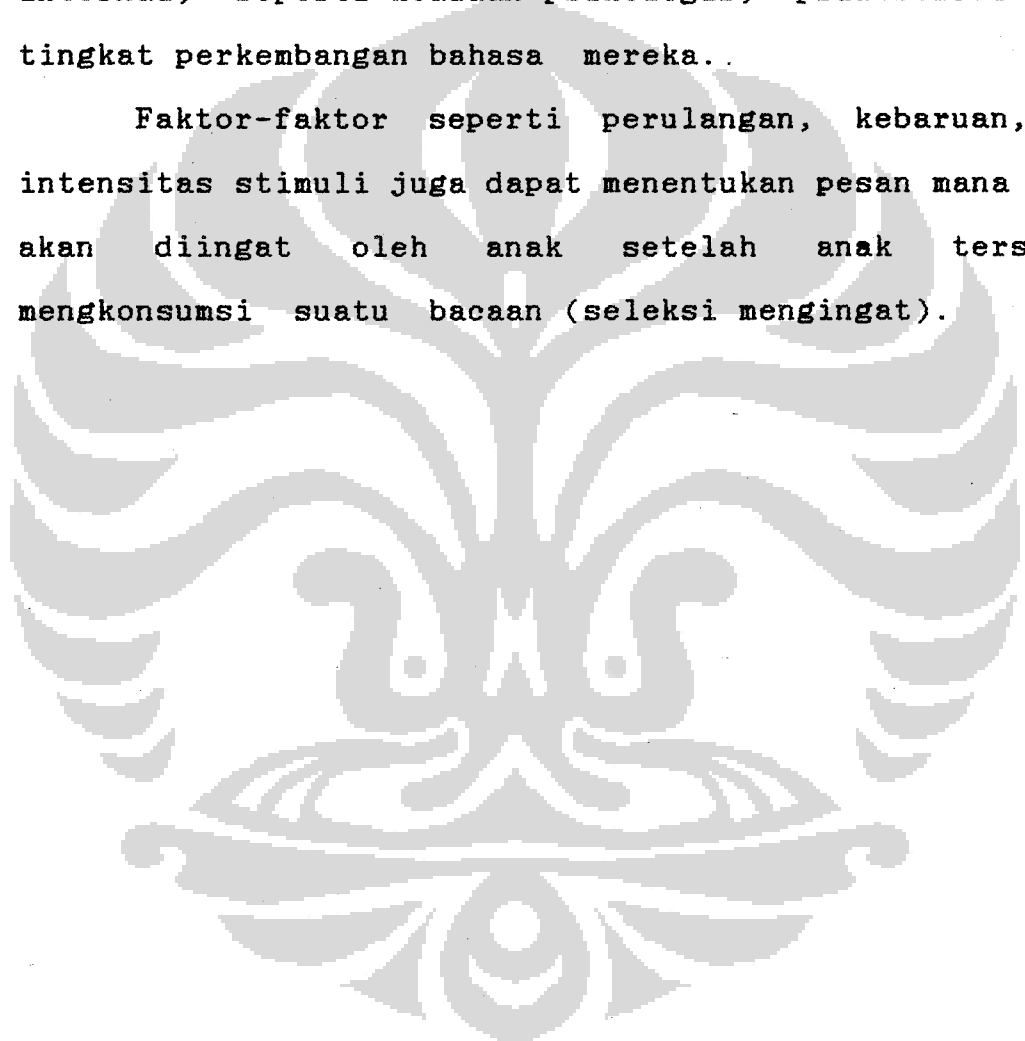 tingkat perkembangan bahasa mereka..
Faktor-faktor seperti perulangan, kebaruan,
intensitas stimuli juga dapat menentukan pesan mana
akan diingat oleh anak setelah anak ters
mengkonsumsi suatu bacaan (seleksi mengingat).